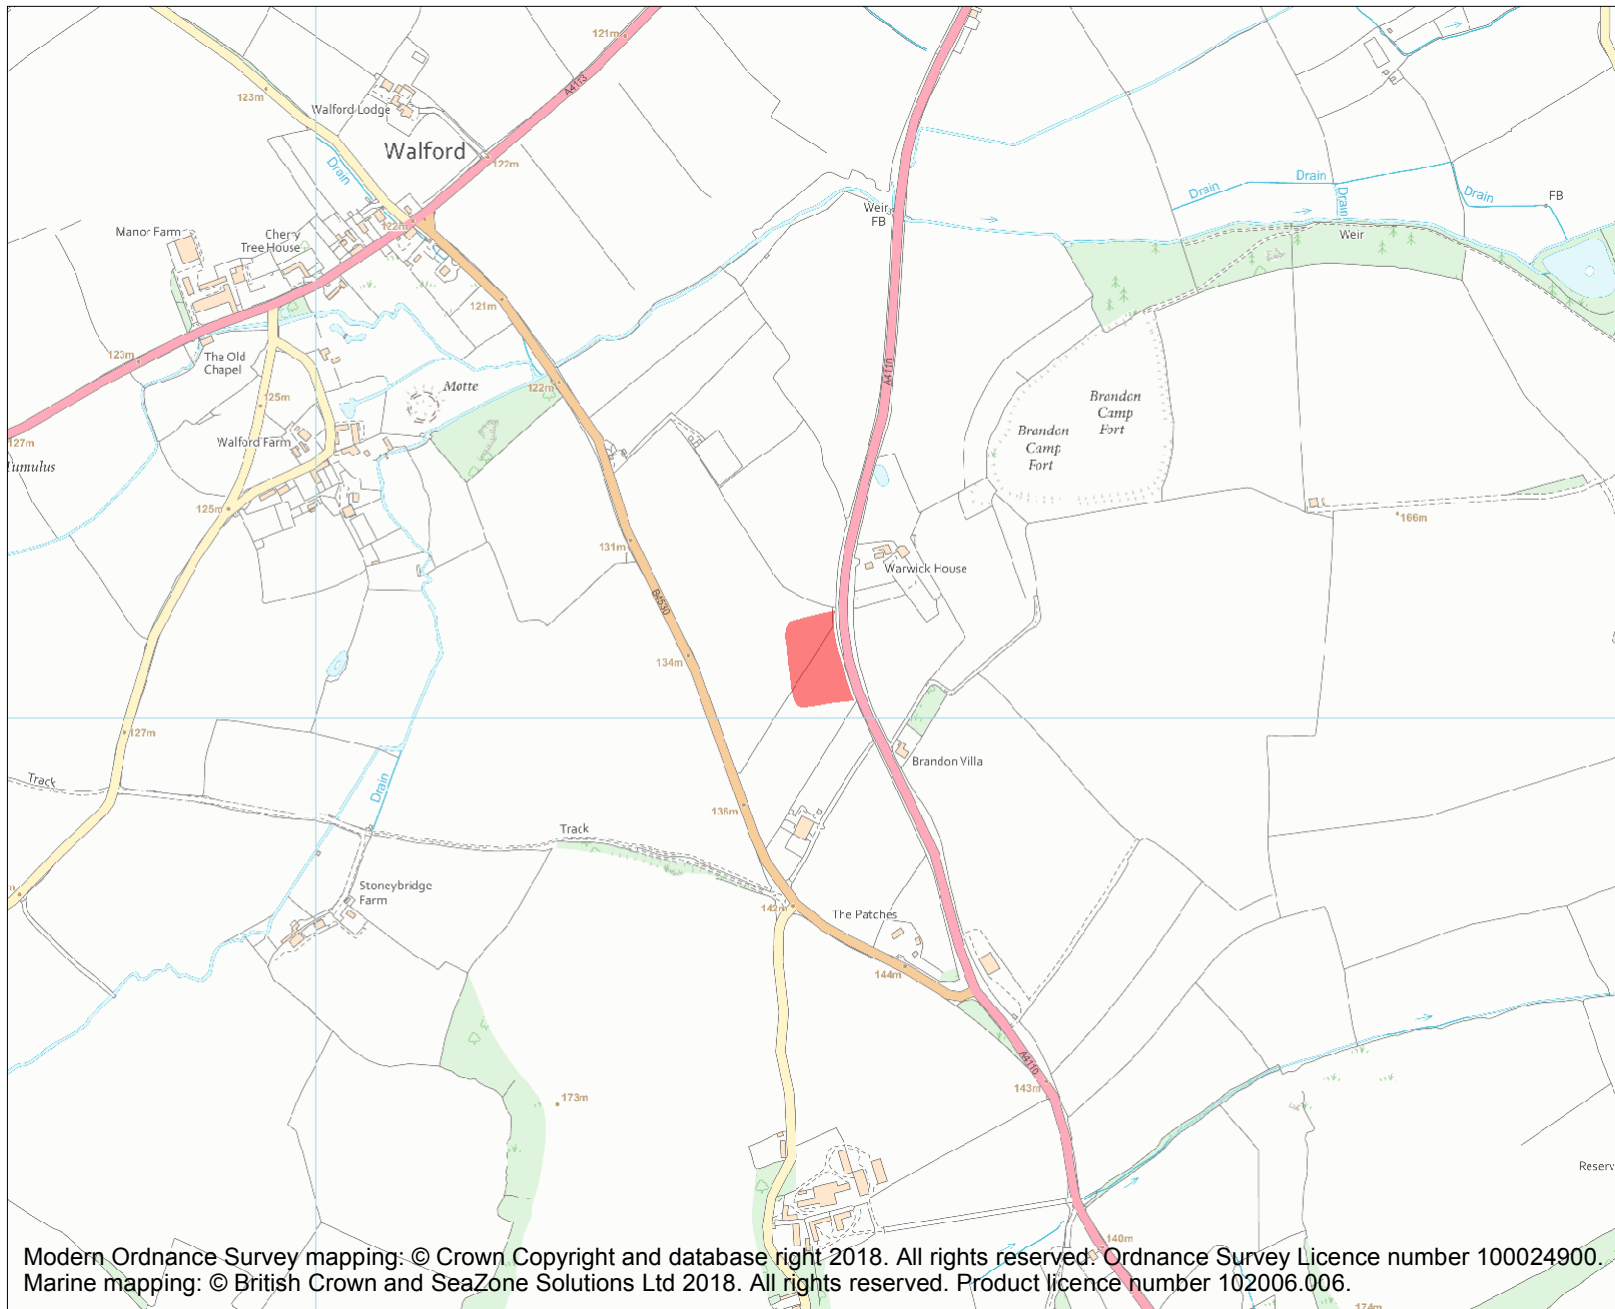 121m
123m
A4113
Walford Lodge
Walford
122m
Drain
Drain
Drain
Drain
Drain
FB
Weir
FB
Manor Farm
Cherry
Tree House
122m
Weir
121m
123m
The Old
Chapel
Motte
122m
A4110
Brandon
Camp
Fort
125m
Brandon
Camp
Fort
127m
Walford Farm
Tumulus
125m
166m
131m
Warwick House
B4530
134m
127m
Brandon Villa
Track
Drain
136m
Track
Stoneybridge
Farm
142m
The Patches
144m
A4110
143m
173m
Reserv
140m
Modern Ordnance Survey mapping: © Crown Copyright and database right 2018. All rights reserved. Ordnance Survey Licence number 100024900.
Marine mapping: © British Crown and SeaZone Solutions Ltd 2018. All rights reserved. Product licence number 102006.006.
174m